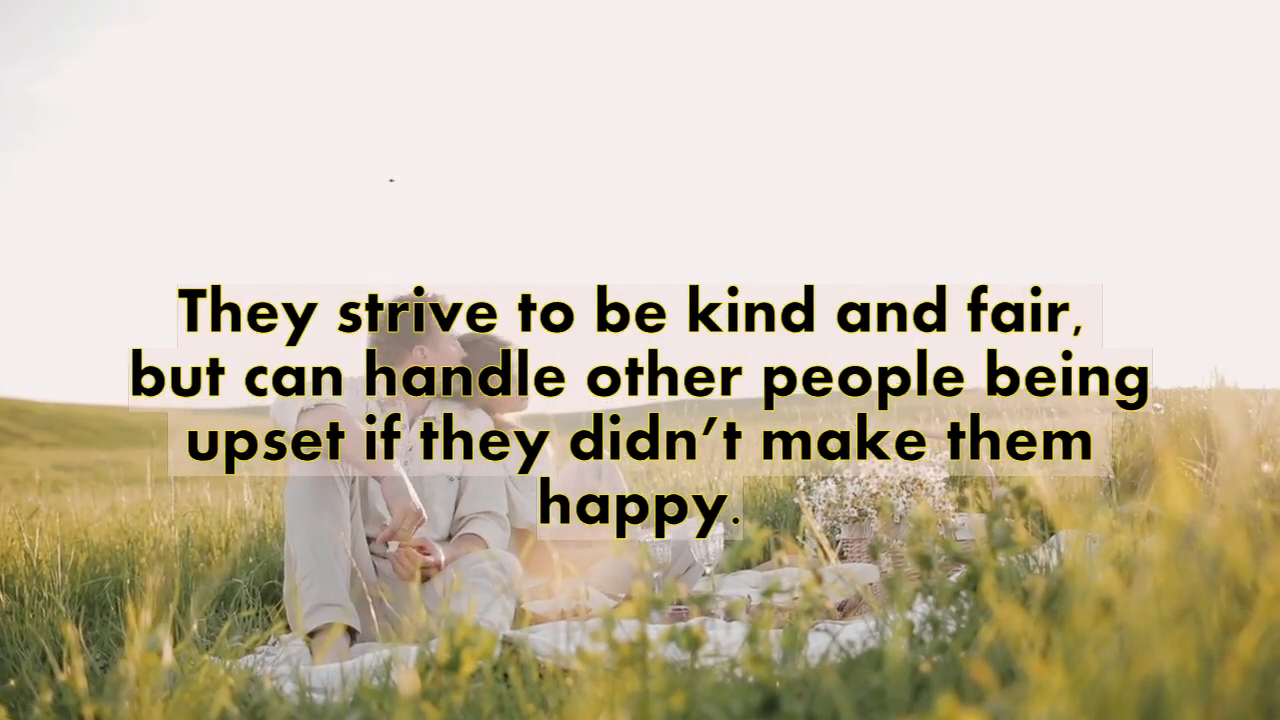 They strive to be kind and fair,
but can handle other people being
upset if they didn’t make them
happy.